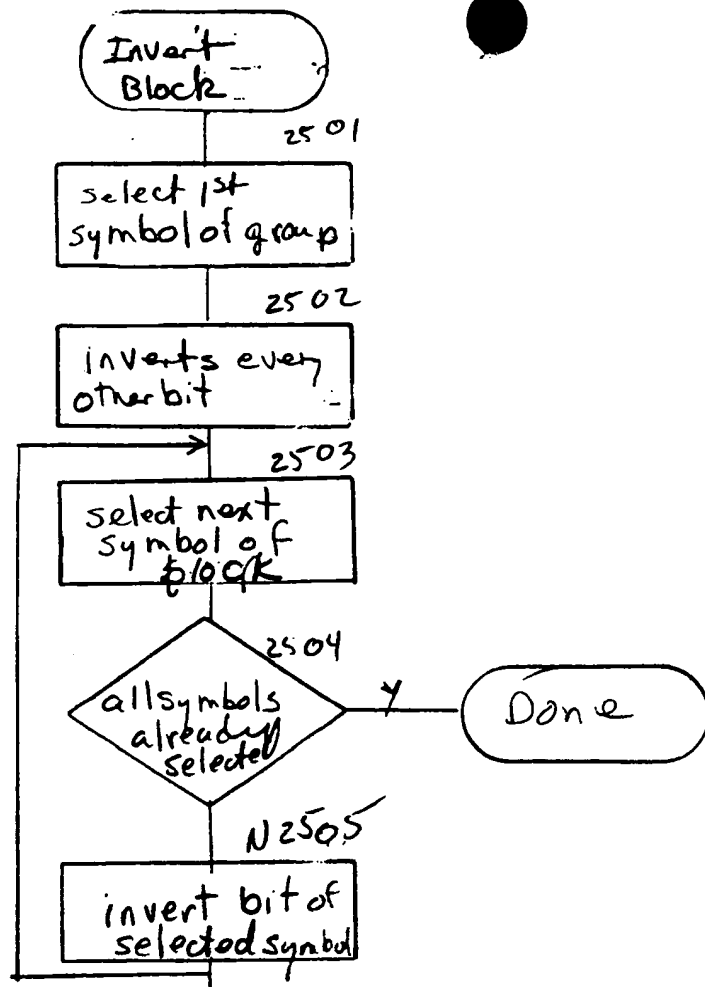 Invert
Block
2501
select 1st
symbol of group
2502
inverts every
other bit
2503
select next
symbol of
block
2504
all symbols
already
selected
Y
Done
N 2505
invert bit of
selected symbol